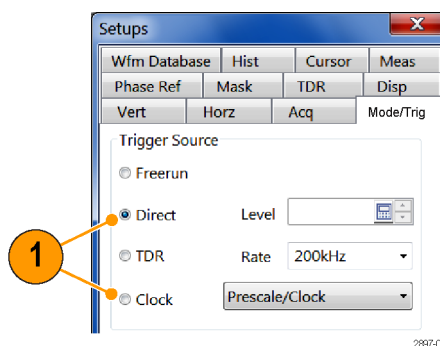 Setups
Wfm Database Hist Cursor Meas
Phase Ref Mask TDR Disp
Vert Horz Acq Mode/Trig
Trigger Source
Freerun
Direct Level
1
TDR Rate 200kHz
Clock Prescale/Clock